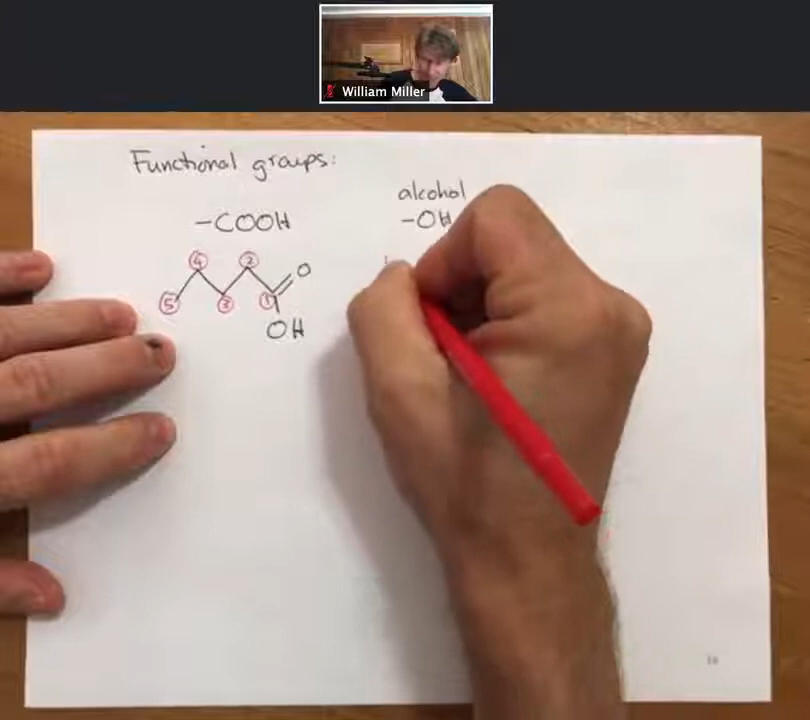 William Miller
Functional groups:
alcohol
-COOH
-OH
④ ② O
⑤ ③ ①
OH